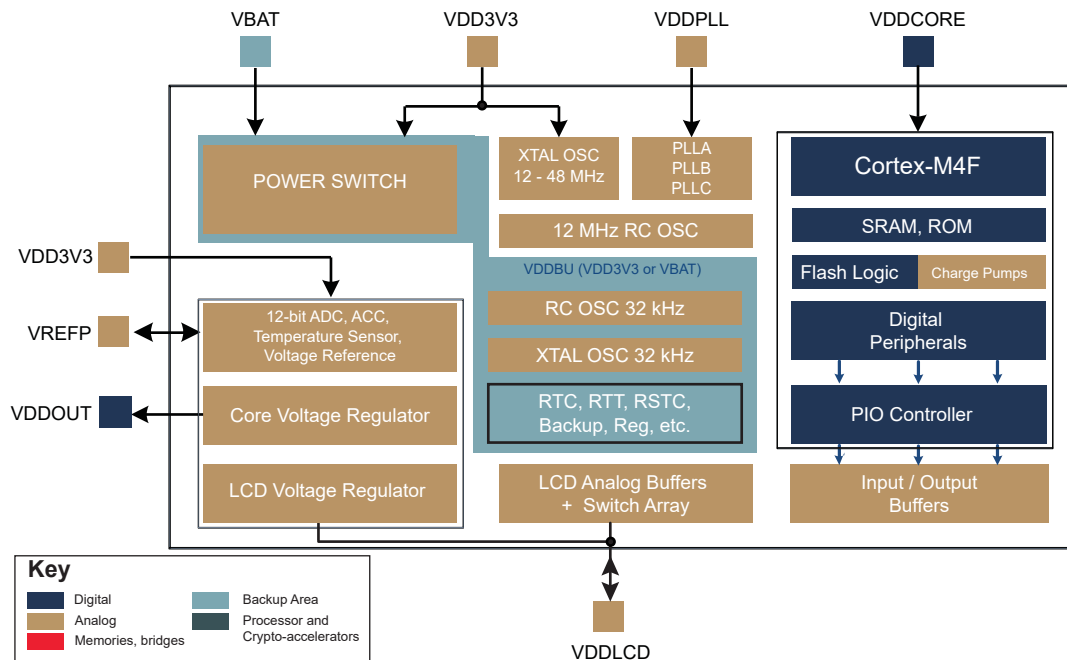 VBAT
VDD3V3
VDDPLL
VDDCORE
POWER SWITCH
XTAL OSC
12 - 48 MHz
PLLA
PLLB
PLLC
Cortex-M4F
12 MHz RC OSC
SRAM, ROM
VDD3V3
VDDBU (VDD3V3 or VBAT)
Flash Logic
Charge Pumps
RC OSC 32 kHz
12-bit ADC, ACC,
Temperature Sensor,
Voltage Reference
VREFP
Digital
Peripherals
XTAL OSC 32 kHz
VDDOUT
Core Voltage Regulator
RTC, RTT, RSTC,
Backup, Reg, etc.
PIO Controller
LCD Voltage Regulator
LCD Analog Buffers
+ Switch Array
Input / Output
Buffers
Key
Digital
Analog
Memories, bridges
Backup Area
Processor and
Crypto-accelerators
VDDLCD